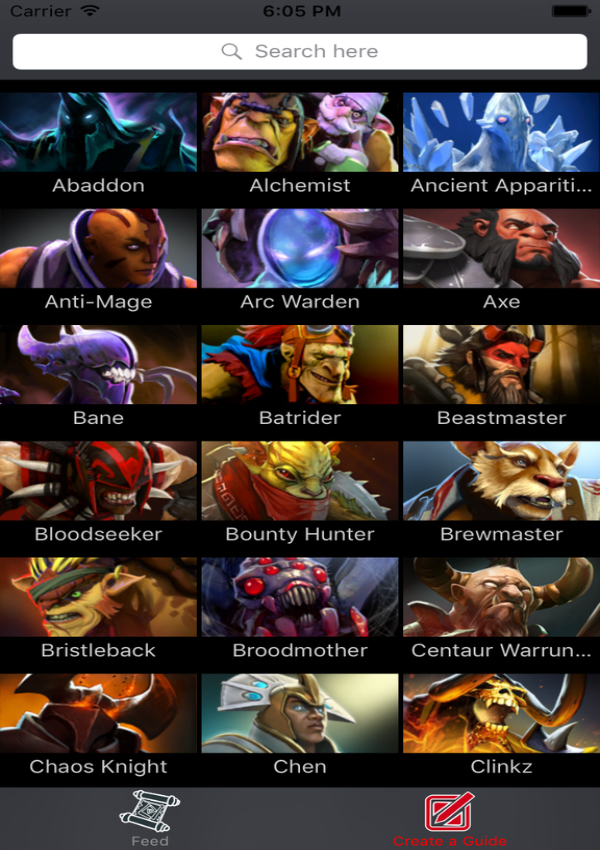 Carrier 6:05 PM
Search here
Abaddon Alchemist Ancient Appariti...
Anti-Mage Arc Warden Axe
Bane Batrider Beastmaster
Bloodseeker Bounty Hunter Brewmaster
Bristleback Broodmother Centaur Warrun...
Chaos Knight Chen Clinkz
Feed Create a Guide